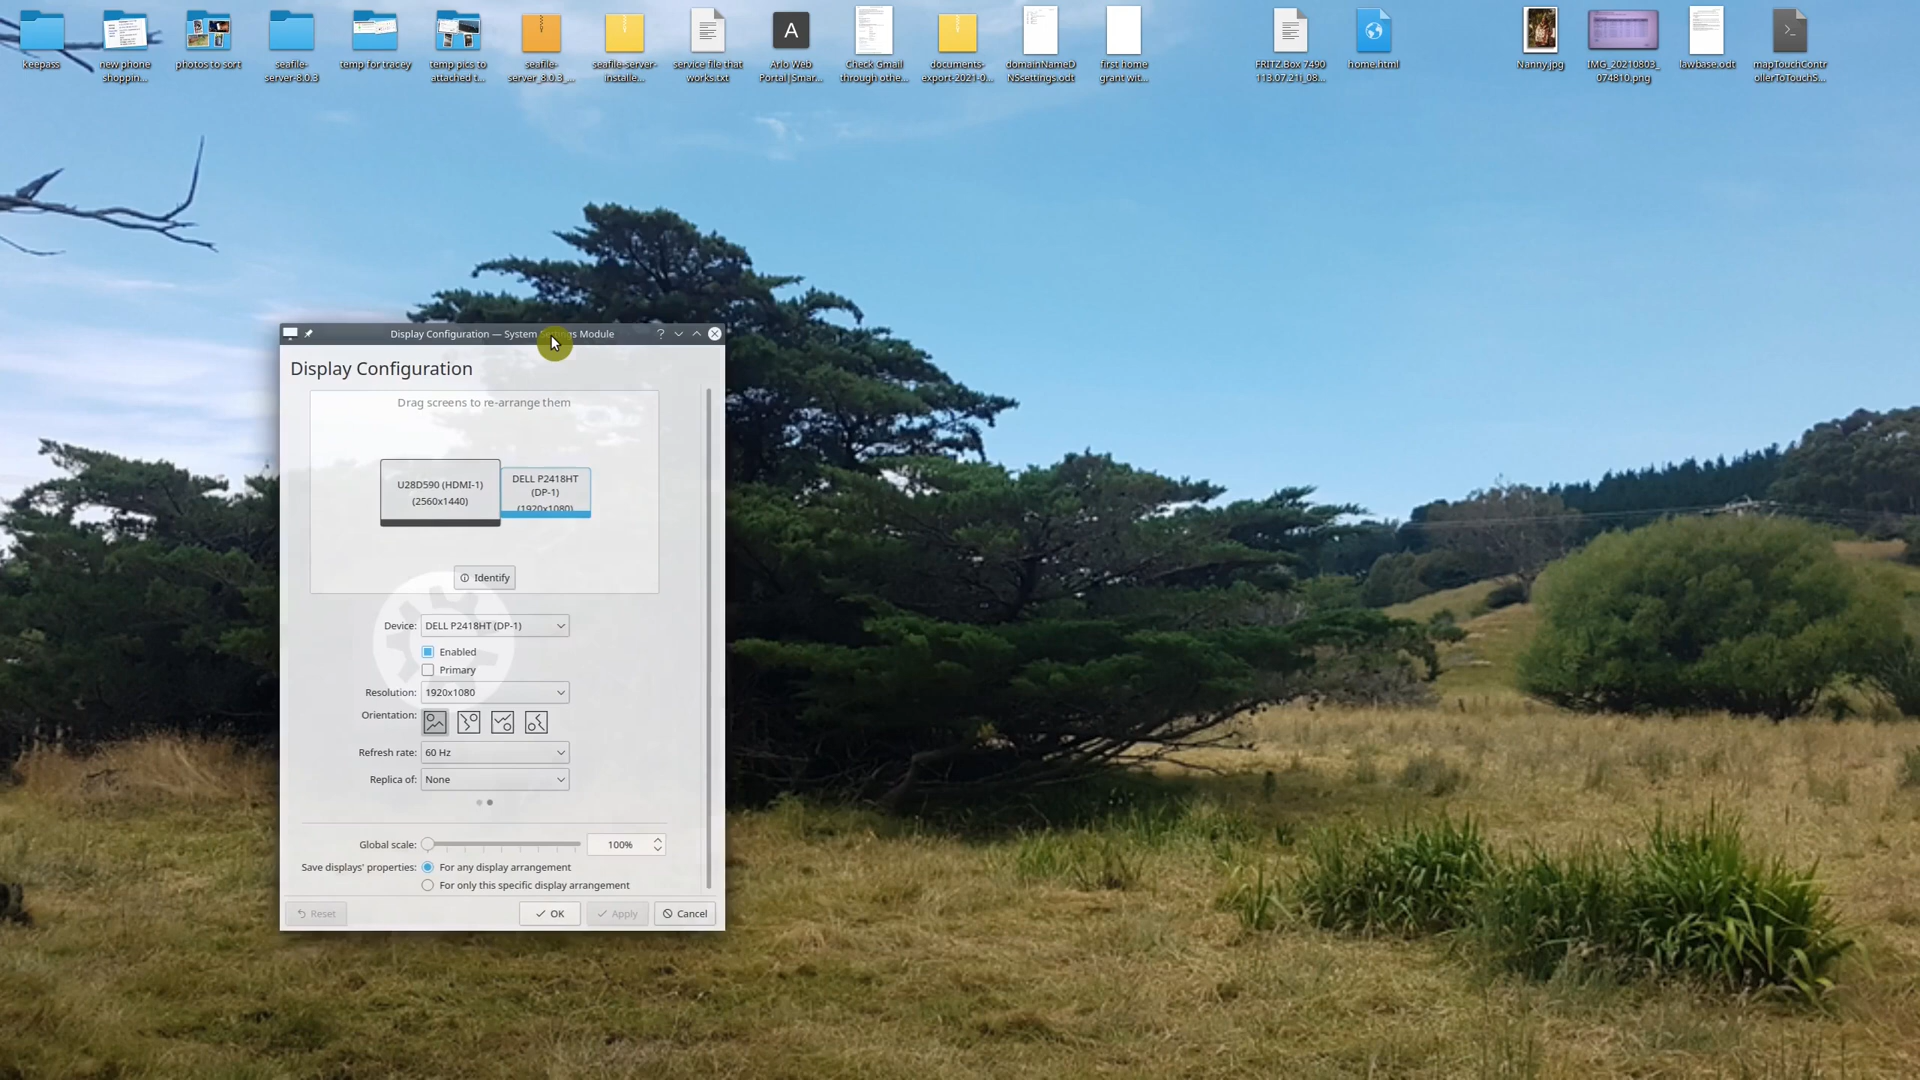 keepass
new phone
shoppin...
photos to sort
seafile-
server-8.0.3
temp for tracey
temp pics to
attached t...
seafile-
server_8.0.3_...
seafile-server-
installe...
service file that
works.txt
A
Arlo Web
Portal|Smar...
Check Gmail
through othe...
documents-
export-2021-0...
domainNameD
NSsettings.odt
first home
grant wit...
FRITZ.Box 7490
113.07.21i_08...
home.html
Nanny.jpg
IMG_20210803_
074810.png
lawbase.odt
mapTouchContr
ollerToTouchS...
Display Configuration — System Settings Module
Display Configuration
Drag screens to re-arrange them
U28D590 (HDMI-1)
(2560x1440)
DELL P2418HT
(DP-1)
(1920x1080)
Identify
Device: DELL P2418HT (DP-1)
Enabled
Primary
Resolution: 1920x1080
Orientation:
Refresh rate: 60 Hz
Replica of: None
Global scale: 100%
Save displays' properties: For any display arrangement
For only this specific display arrangement
Reset OK Apply Cancel